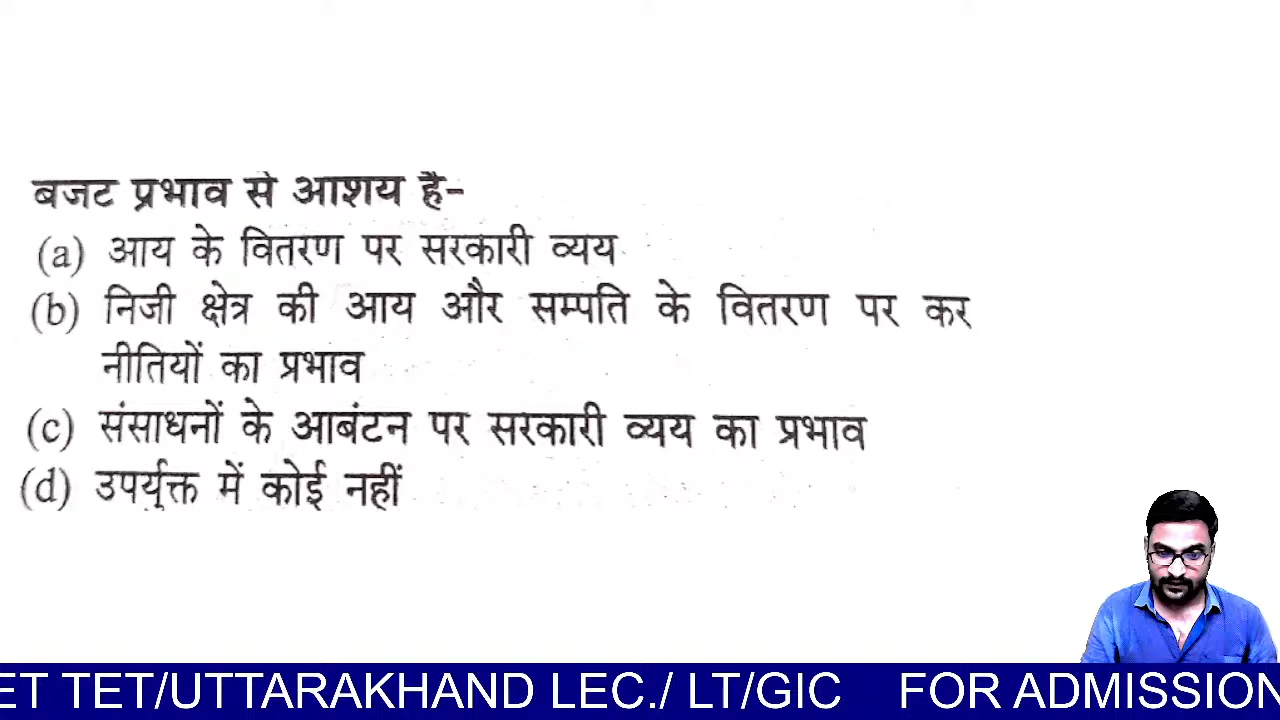 बजट प्रभाव से आशय है-
(a) आय के वितरण पर सरकारी व्यय
(b) निजी क्षेत्र की आय और सम्पति के वितरण पर कर
नीतियों का प्रभाव
(c) संसाधनों के आबंटन पर सरकारी व्यय का प्रभाव
(d) उपर्युक्त में कोई नहीं
ET TET/UTTARAKHAND LEC./ LT/GIC FOR ADMISSION